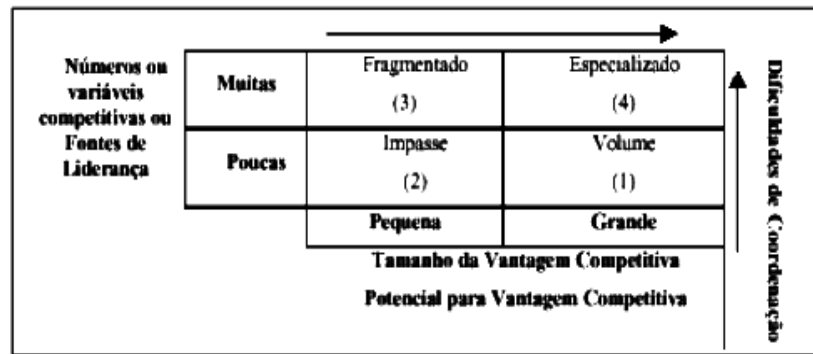 Números ou
variáveis
competitivas ou
Fontes de
Liderança
Muitas
Fragmentado
(3)
Especializado
(4)
Poucas
Impasse
(2)
Volume
(1)
Pequena
Grande
Tamanho da Vantagem Competitiva
Potencial para Vantagem Competitiva
Dificuldades de Coordenação